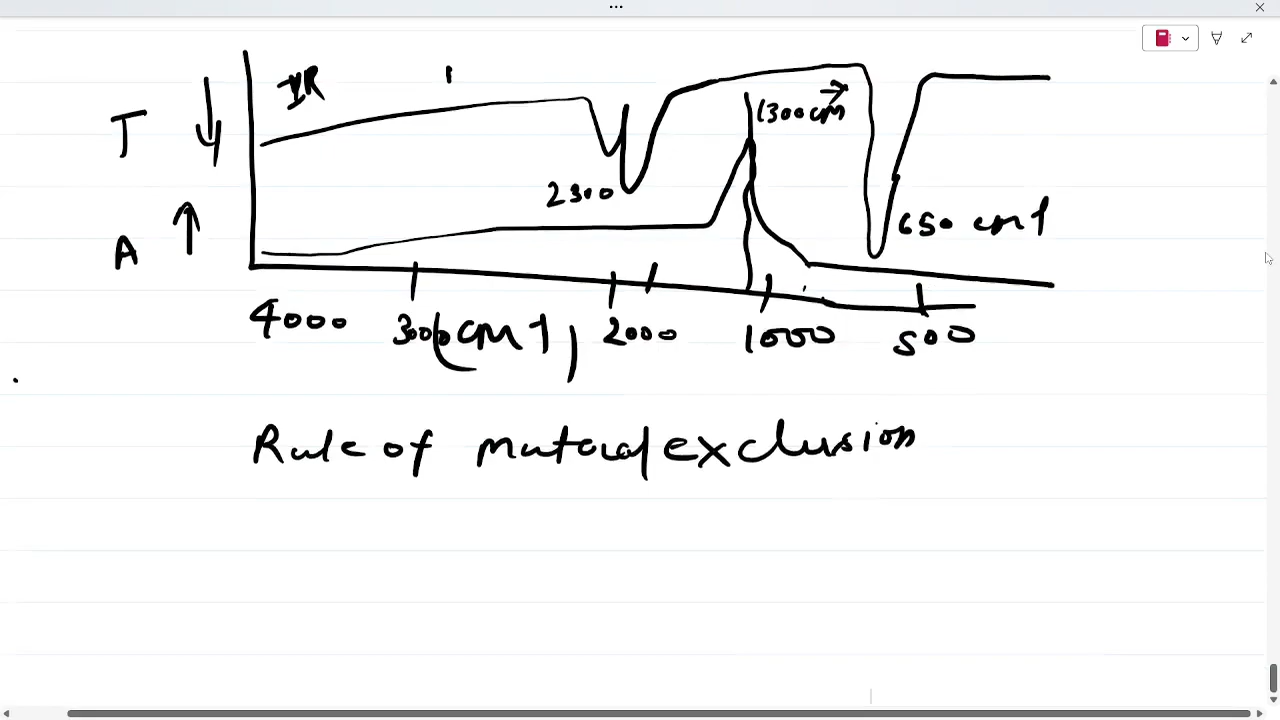 IR
T
1300 cm
2300
650 cm-1
A
4000 3000 (cm-1) 2000 1000 500
Rule of mutual exclusion